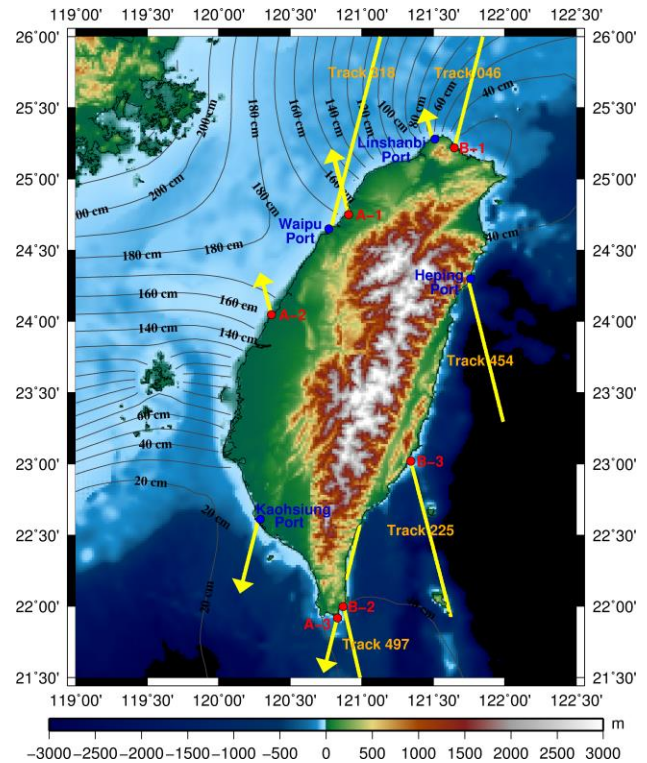 119˚00' 119˚30' 120˚00' 120˚30' 121˚00' 121˚30' 122˚00' 122˚30'
26˚00' 26˚00'
Track 318 Track 046
200 cm
180 cm
160 cm
60 cm
40 cm
25˚30' 25˚30'
Linshanbi
Port
B-1
25˚00' 25˚00'
200 cm
180 cm
A-1
Waipu
Port
24˚30' 24˚30'
180 cm
180 cm
40 cm
Heping
Port
160 cm
160 cm
A-2
24˚00' 24˚00'
140 cm
140 cm
Track 454
23˚30' 23˚30'
60 cm
40 cm
23˚00' 23˚00'
B-3
20 cm
20 cm
Kaohsiung
Port
Track 225
22˚30' 22˚30'
20 cm
22˚00' 22˚00'
B-2
A-3
Track 497
21˚30' 21˚30'
119˚00' 119˚30' 120˚00' 120˚30' 121˚00' 121˚30' 122˚00' 122˚30'
m
−3000 −2500 −2000 −1500 −1000 −500 0 500 1000 1500 2000 2500 3000